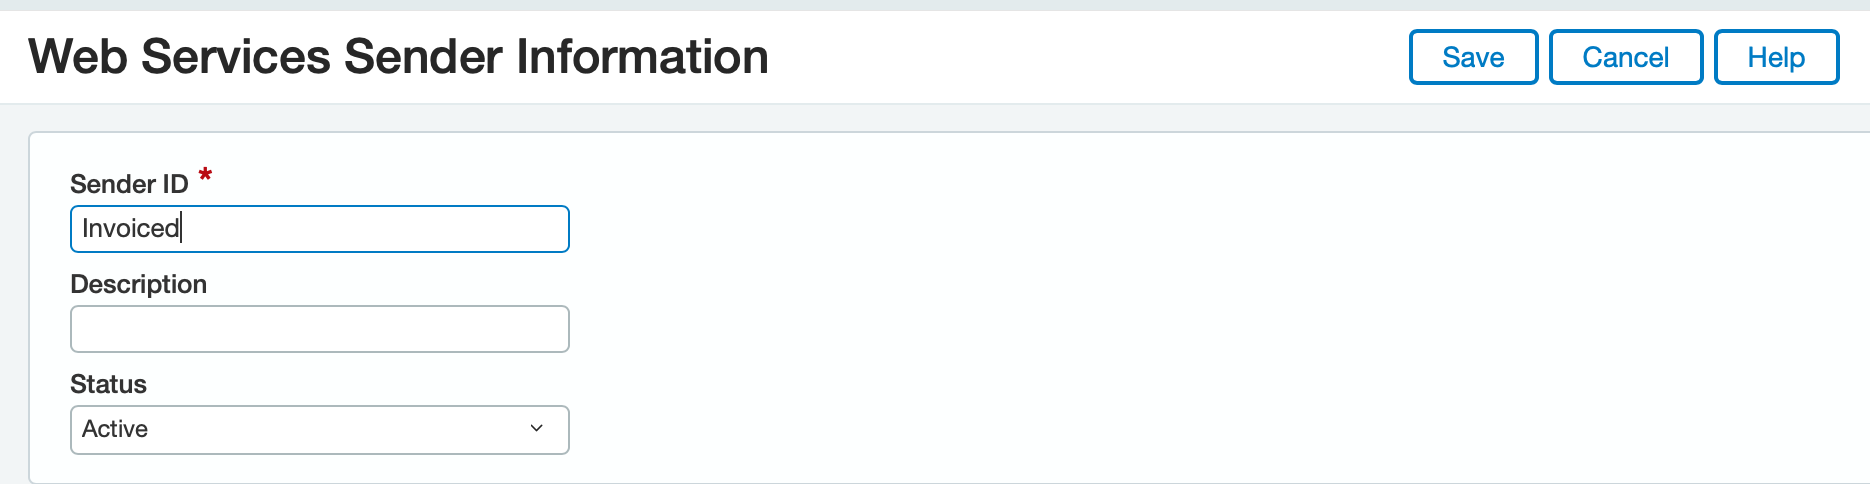 Web Services Sender Information
Save Cancel Help
Sender ID *
Invoiced
Description
Status
Active